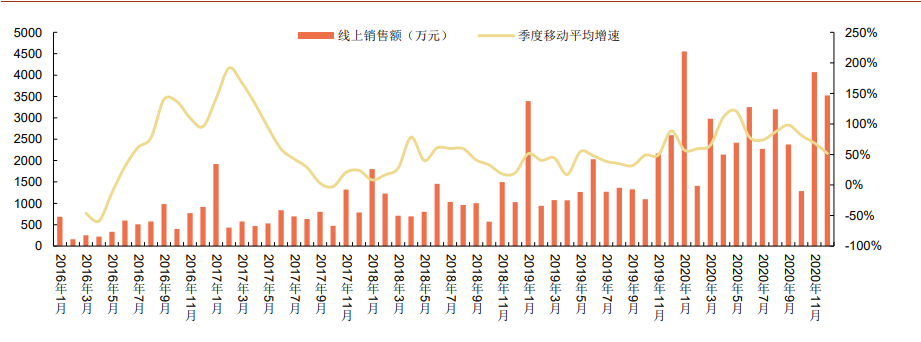 线上销售额（万元） 季度移动平均增速
5000 250%
4500 200%
4000 150%
3500 100%
3000 50%
2500 0%
2000 -50%
1500 -100%
1000
500
0
2016年1月
2016年3月
2016年5月
2016年7月
2016年9月
2016年11月
2017年1月
2017年3月
2017年5月
2017年7月
2017年9月
2017年11月
2018年1月
2018年3月
2018年5月
2018年7月
2018年9月
2018年11月
2019年1月
2019年3月
2019年5月
2019年7月
2019年9月
2019年11月
2020年1月
2020年3月
2020年5月
2020年7月
2020年9月
2020年11月